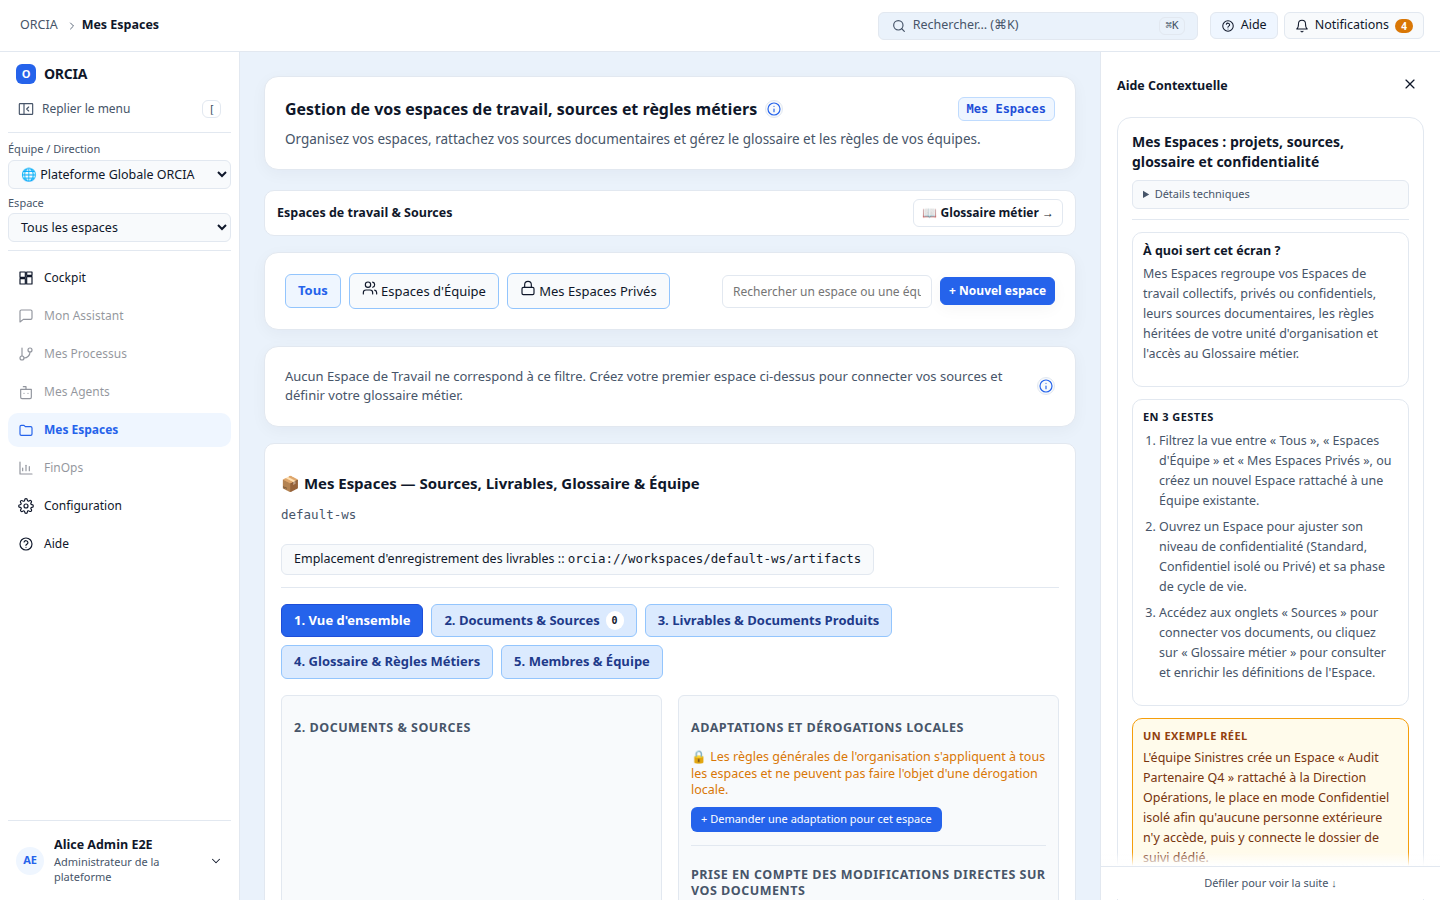 ORCIA > Mes Espaces
Rechercher... (⌘K)
⌘K
Aide
Notifications 4
O ORCIA
Replier le menu [
Équipe / Direction
🌐 Plateforme Globale ORCIA
Espace
Tous les espaces
Cockpit
Mon Assistant
Mes Processus
Mes Agents
Mes Espaces
FinOps
Configuration
Aide
AE
Alice Admin E2E
Administrateur de la
plateforme
Gestion de vos espaces de travail, sources et règles métiers
Mes Espaces
Organisez vos espaces, rattachez vos sources documentaires et gérez le glossaire et les règles de vos équipes.
Espaces de travail & Sources
📖 Glossaire métier →
Tous
Espaces d'Équipe
Mes Espaces Privés
Rechercher un espace ou une équ
+ Nouvel espace
Aucun Espace de Travail ne correspond à ce filtre. Créez votre premier espace ci-dessus pour connecter vos sources et
définir votre glossaire métier.
📦 Mes Espaces — Sources, Livrables, Glossaire & Équipe
default-ws
Emplacement d'enregistrement des livrables :: orcia://workspaces/default-ws/artifacts
1. Vue d'ensemble
2. Documents & Sources 0
3. Livrables & Documents Produits
4. Glossaire & Règles Métiers
5. Membres & Équipe
2. DOCUMENTS & SOURCES
ADAPTATIONS ET DÉROGATIONS LOCALES
🔒 Les règles générales de l'organisation s'appliquent à tous
les espaces et ne peuvent pas faire l'objet d'une dérogation
locale.
+ Demander une adaptation pour cet espace
PRISE EN COMPTE DES MODIFICATIONS DIRECTES SUR
VOS DOCUMENTS
Aide Contextuelle
Mes Espaces : projets, sources,
glossaire et confidentialité
▶ Détails techniques
À quoi sert cet écran ?
Mes Espaces regroupe vos Espaces de
travail collectifs, privés ou confidentiels,
leurs sources documentaires, les règles
héritées de votre unité d'organisation et
l'accès au Glossaire métier.
EN 3 GESTES
1. Filtrez la vue entre « Tous », « Espaces
d'Équipe » et « Mes Espaces Privés », ou
créez un nouvel Espace rattaché à une
Équipe existante.
2. Ouvrez un Espace pour ajuster son
niveau de confidentialité (Standard,
Confidentiel isolé ou Privé) et sa phase
de cycle de vie.
3. Accédez aux onglets « Sources » pour
connecter vos documents, ou cliquez
sur « Glossaire métier » pour consulter
et enrichir les définitions de l'Espace.
UN EXEMPLE RÉEL
L'équipe Sinistres crée un Espace « Audit
Partenaire Q4 » rattaché à la Direction
Opérations, le place en mode Confidentiel
isolé afin qu'aucune personne extérieure
n'y accède, puis y connecte le dossier de
suivi dédié.
Défiler pour voir la suite ↓